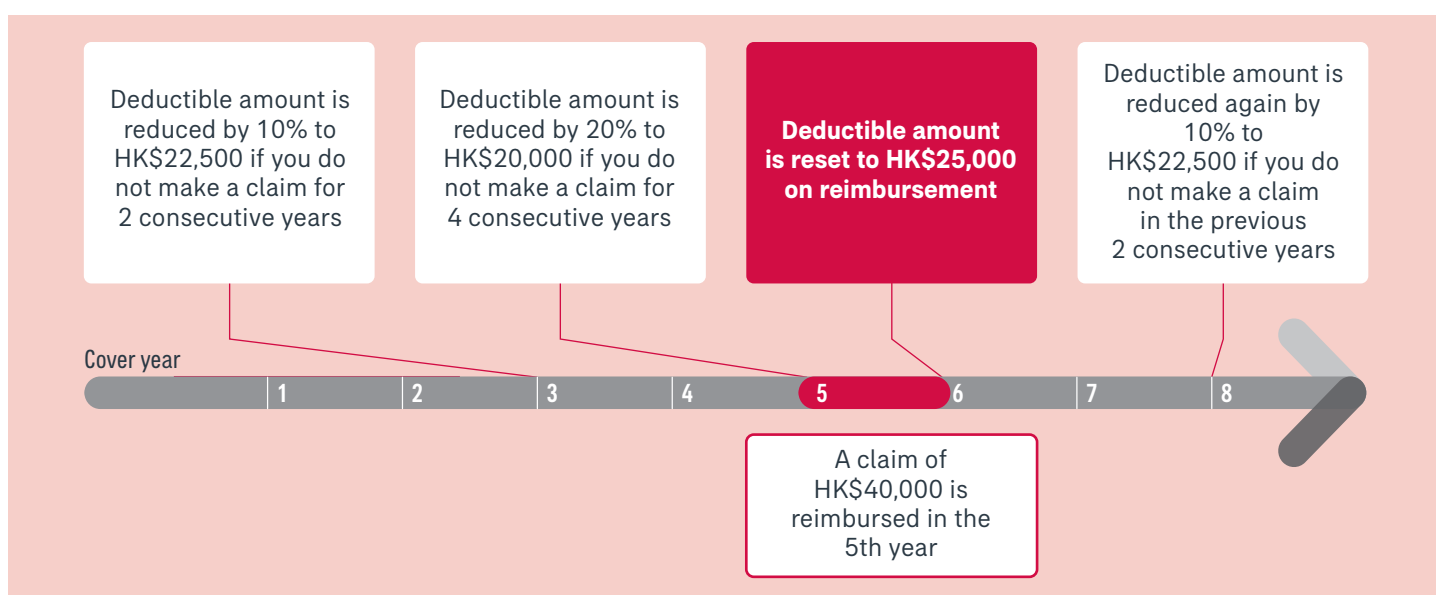 Deductible amount is
reduced by 10% to
HK$22,500 if you do
not make a claim for
2 consecutive years
Deductible amount is
reduced by 20% to
HK$20,000 if you do
not make a claim for
4 consecutive years
Deductible amount
is reset to HK$25,000
on reimbursement
Deductible amount is
reduced again by
10% to
HK$22,500 if you do
not make a claim
in the previous
2 consecutive years
Cover year
1 2 3 4 5 6 7 8
A claim of
HK$40,000 is
reimbursed in the
5th year